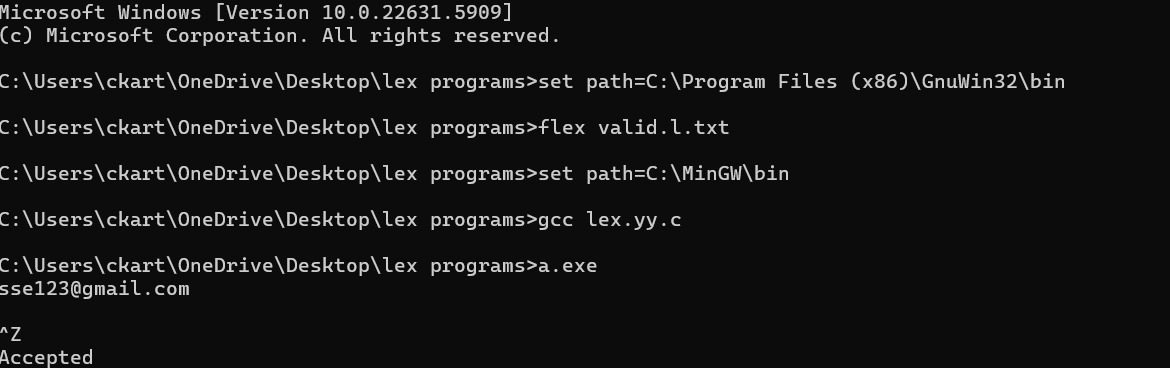 Microsoft Windows [Version 10.0.22631.5909]
(c) Microsoft Corporation. All rights reserved.
C:\Users\ckart\OneDrive\Desktop\lex programs>set path=C:\Program Files (x86)\GnuWin32\bin
C:\Users\ckart\OneDrive\Desktop\lex programs>flex valid.l.txt
C:\Users\ckart\OneDrive\Desktop\lex programs>set path=C:\MinGW\bin
C:\Users\ckart\OneDrive\Desktop\lex programs>gcc lex.yy.c
C:\Users\ckart\OneDrive\Desktop\lex programs>a.exe
sse123@gmail.com
^Z
Accepted